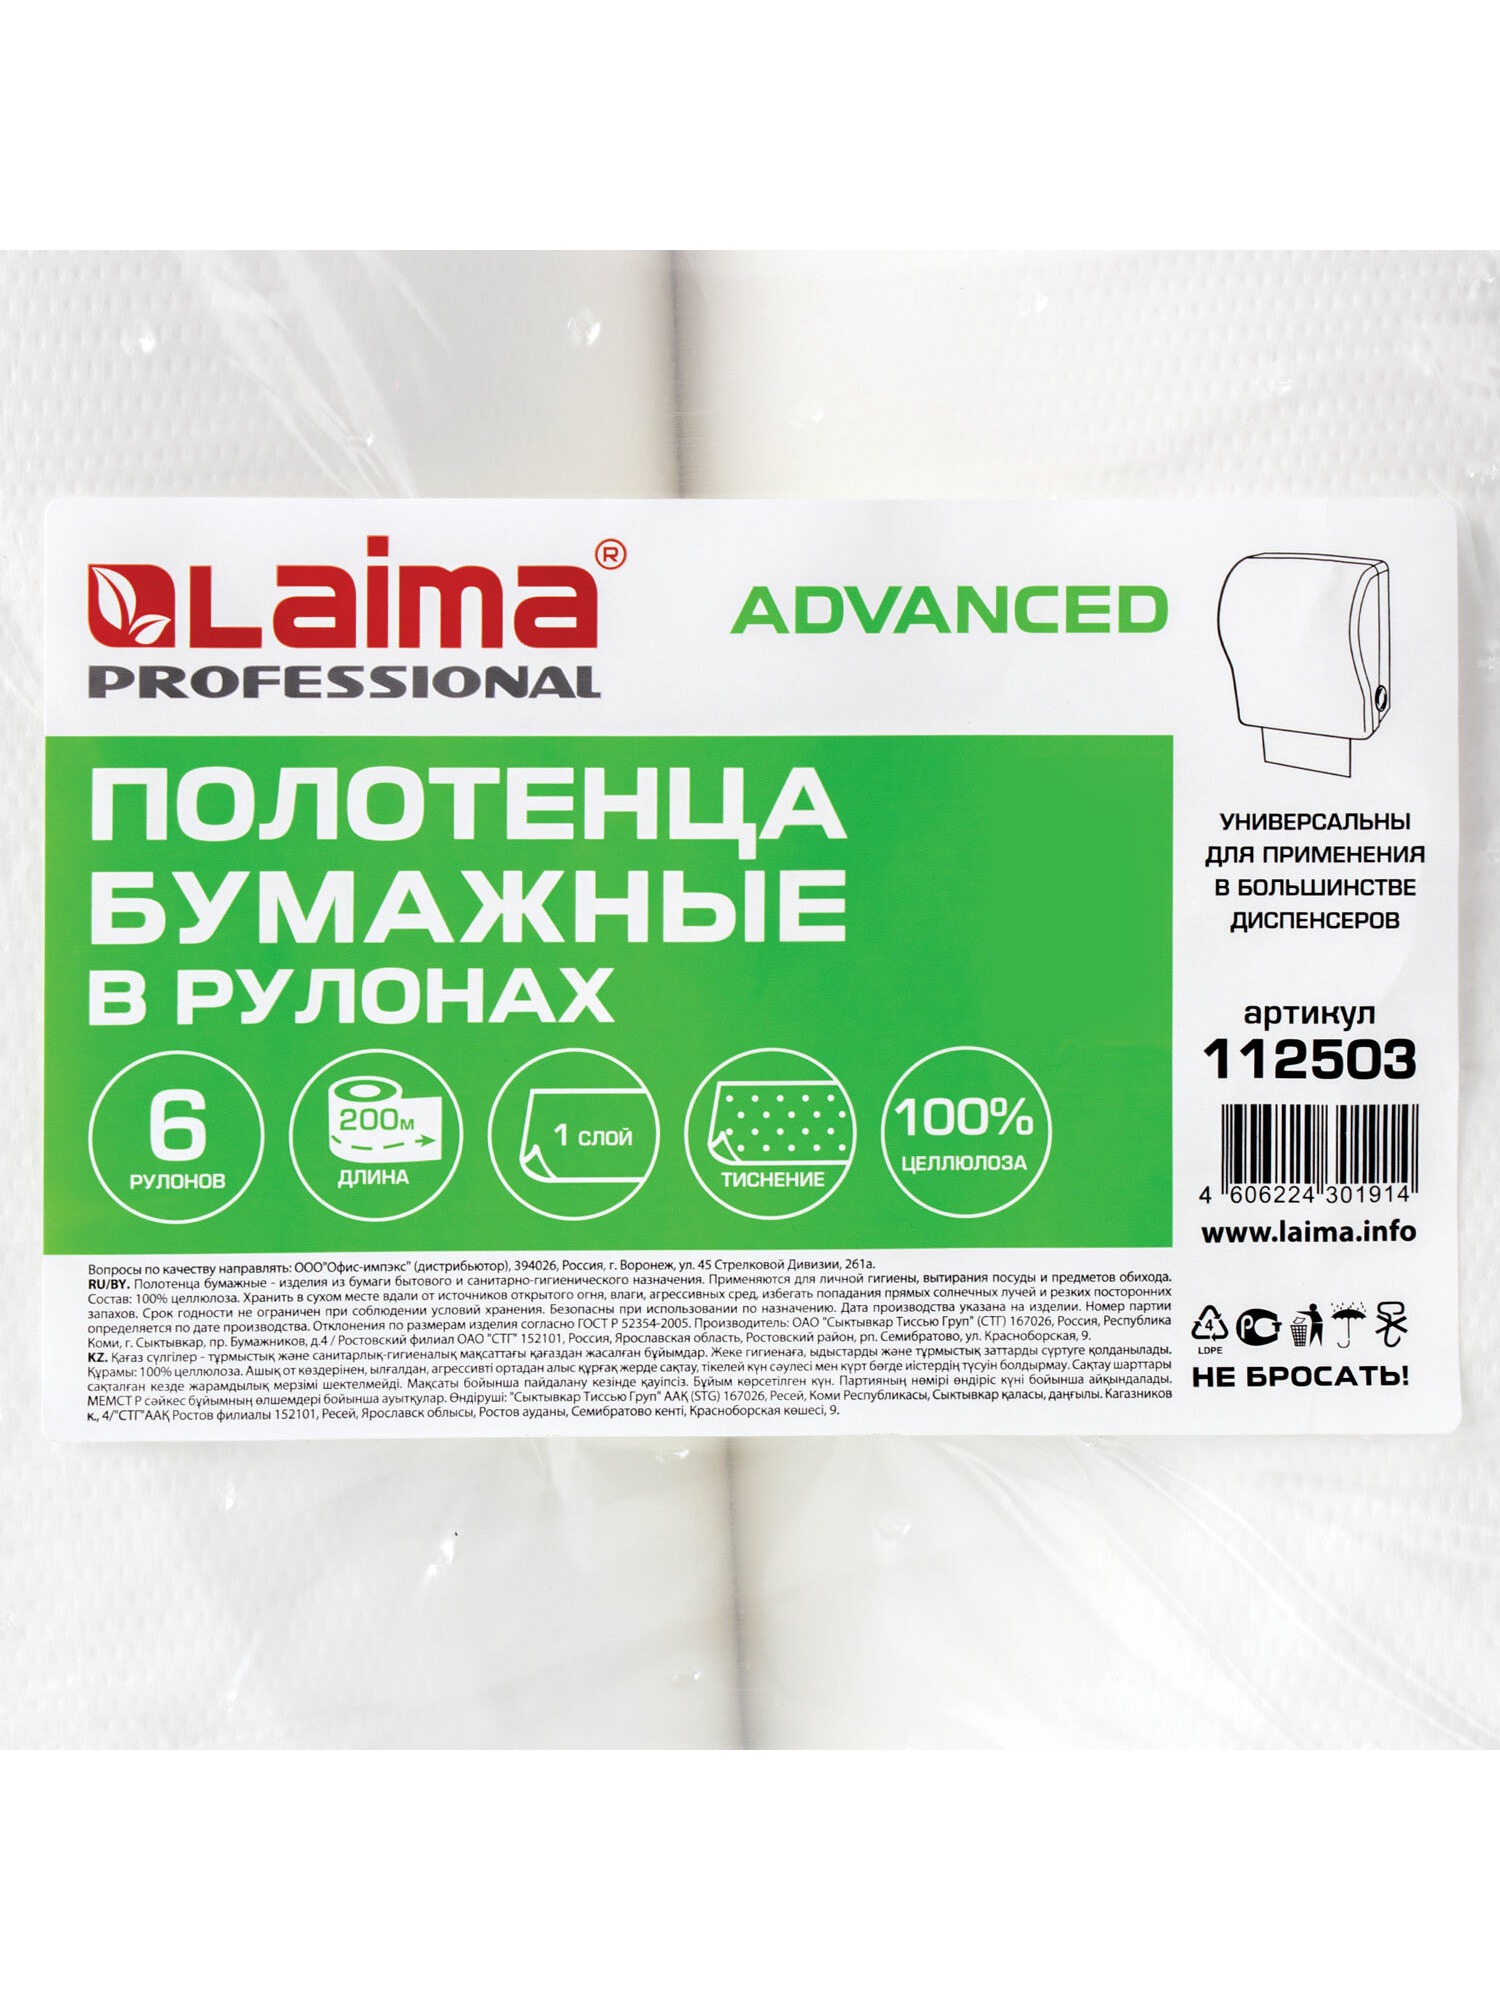 Laima®
PROFESSIONAL
ADVANCED
ПОЛОТЕНЦА
БУМАЖНЫЕ
В РУЛОНАХ
6
РУЛОНОВ
200м
ДЛИНА
1 СЛОЙ
ТИСНЕНИЕ
100%
ЦЕЛЛЮЛОЗА
УНИВЕРСАЛЬНЫ
ДЛЯ ПРИМЕНЕНИЯ
В БОЛЬШИНСТВЕ
ДИСПЕНСЕРОВ
артикул
112503
4 606224 301914
www.laima.info
4
LDPE
РСТ
НЕ БРОСАТЬ!
Вопросы по качеству направлять: ООО"Офис-импэкс" (дистрибьютор), 394026, Россия, г. Воронеж, ул. 45 Стрелковой Дивизии, 261а.
RU/BY. Полотенца бумажные - изделия из бумаги бытового и санитарно-гигиенического назначения. Применяются для личной гигиены, вытирания посуды и предметов обихода.
Состав: 100% целлюлоза. Хранить в сухом месте вдали от источников открытого огня, влаги, агрессивных сред, избегать попадания прямых солнечных лучей и резких посторонних
запахов. Срок годности не ограничен при соблюдении условий хранения. Безопасны при использовании по назначению. Дата производства указана на изделии. Номер партии
определяется по дате производства. Отклонения по размерам изделия согласно ГОСТ Р 52354-2005. Производитель: ОАО "Сыктывкар Тиссью Груп" (СТГ) 167026, Россия, Республика
Коми, г. Сыктывкар, пр. Бумажников, д.4 / Ростовский филиал ОАО "СТГ" 152101, Россия, Ярославская область, Ростовский район, рп. Семибратово, ул. Красноборская, 9.
KZ. Қағаз сүлгілер - тұрмыстық және санитарлық-гигиеналық мақсаттағы қағаздан жасалған бұйымдар. Жеке гигиенаға, ыдыстарды және тұрмыстық заттарды сүртуге қолданылады.
Құрамы: 100% целлюлоза. Ашық от көздерінен, ылғалдан, агрессивті ортадан алыс құрғақ жерде сақтау, тікелей күн сәулесі мен күрт бөгде иістердің түсуін болдырмау. Сақтау шарттары
сақталған кезде жарамдылық мерзімі шектелмейді. Мақсаты бойынша пайдалану кезінде қауіпсіз. Бұйым көрсетілген күн. Партияның нөмірі өндіріс күні бойынша айқындалады.
МЕМСТ Р сәйкес бұйымның өлшемдері бойынша ауытқулар. Өндіруші: "Сыктывкар Тиссью Груп" ААК (STG) 167026, Ресей, Коми Республикасы, Сыктывкар қаласы, даңғылы. Кагазников
к., 4/"СТГ"ААҚ Ростов филиалы 152101, Ресей, Ярославск облысы, Ростов ауданы, Семибратово кенті, Красноборская көшесі, 9.